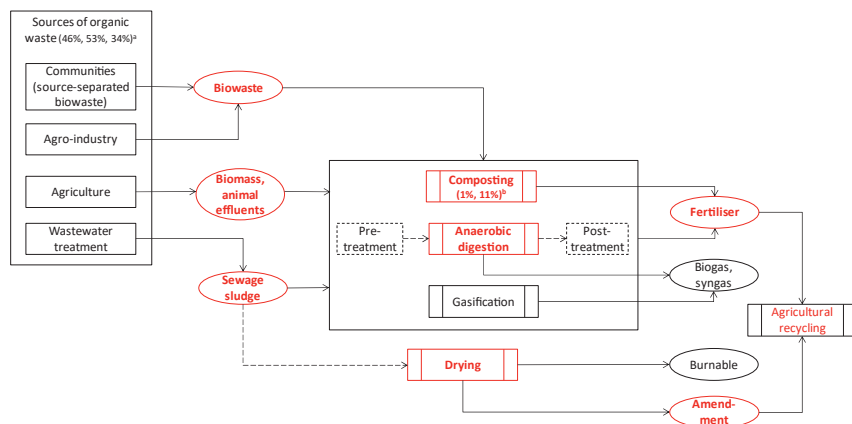 Sources of organic
waste (46%, 53%, 34%)ᵃ
Communities
(source-separated
biowaste)
Biowaste
Agro-industry
Agriculture
Biomass,
animal
effluents
Composting
(1%, 11%)ᵇ
Fertiliser
Wastewater
treatment
Pre-
treatment
Anaerobic
digestion
Post-
treatment
Sewage
sludge
Gasification
Biogas,
syngas
Agricultural
recycling
Drying
Burnable
Amend-
ment